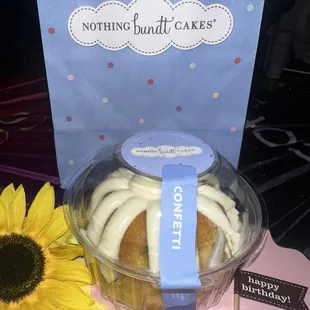 NOTHING bundt CAKES®
NOTHING bundt CAKES
CONFETTI
happy
birthday!